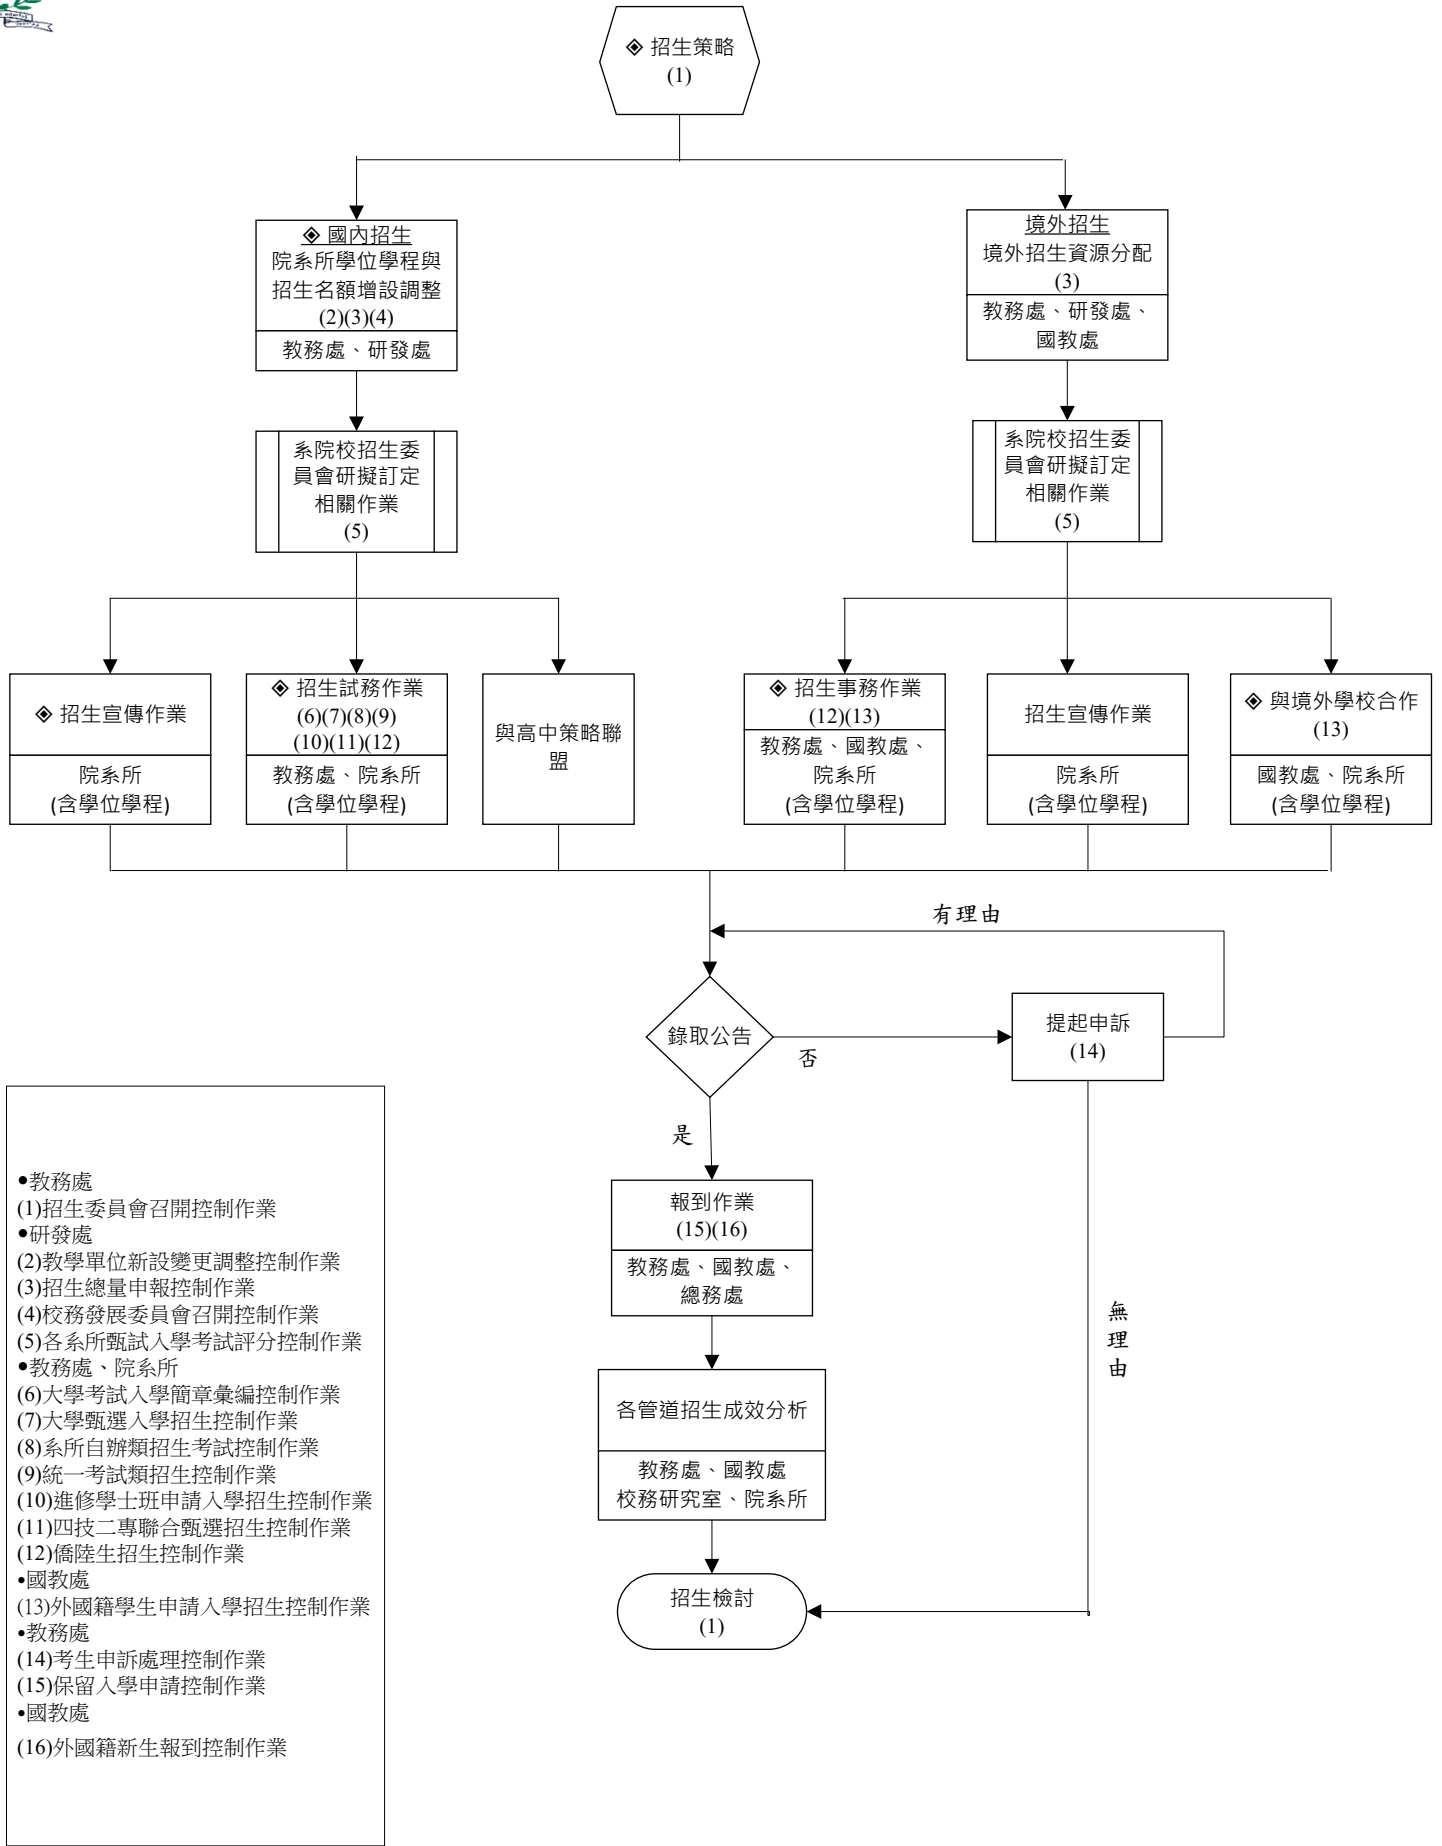 ◈ 招生策略
(1)
◈ 國內招生
院系所學位學程與
招生名額增設調整
(2)(3)(4)
教務處、研發處
境外招生
境外招生資源分配
(3)
教務處、研發處、
國教處
系院校招生委
員會研擬訂定
相關作業
(5)
系院校招生委
員會研擬訂定
相關作業
(5)
◈ 招生宣傳作業
院系所
(含學位學程)
◈ 招生試務作業
(6)(7)(8)(9)
(10)(11)(12)
教務處、院系所
(含學位學程)
與高中策略聯
盟
◈ 招生事務作業
(12)(13)
教務處、國教處、
院系所
(含學位學程)
招生宣傳作業
院系所
(含學位學程)
◈ 與境外學校合作
(13)
國教處、院系所
(含學位學程)
有理由
錄取公告
否
提起申訴
(14)
是
報到作業
(15)(16)
教務處、國教處、
總務處
無
理
由
各管道招生成效分析
教務處、國教處
校務研究室、院系所
招生檢討
(1)
•教務處
(1)招生委員會召開控制作業
•研發處
(2)教學單位新設變更調整控制作業
(3)招生總量申報控制作業
(4)校務發展委員會召開控制作業
(5)各系所甄試入學考試評分控制作業
•教務處、院系所
(6)大學考試入學簡章彙編控制作業
(7)大學甄選入學招生控制作業
(8)系所自辦類招生考試控制作業
(9)統一考試類招生控制作業
(10)進修學士班申請入學招生控制作業
(11)四技二專聯合甄選招生控制作業
(12)僑陸生招生控制作業
•國教處
(13)外國籍學生申請入學招生控制作業
•教務處
(14)考生申訴處理控制作業
(15)保留入學申請控制作業
•國教處
(16)外國籍新生報到控制作業